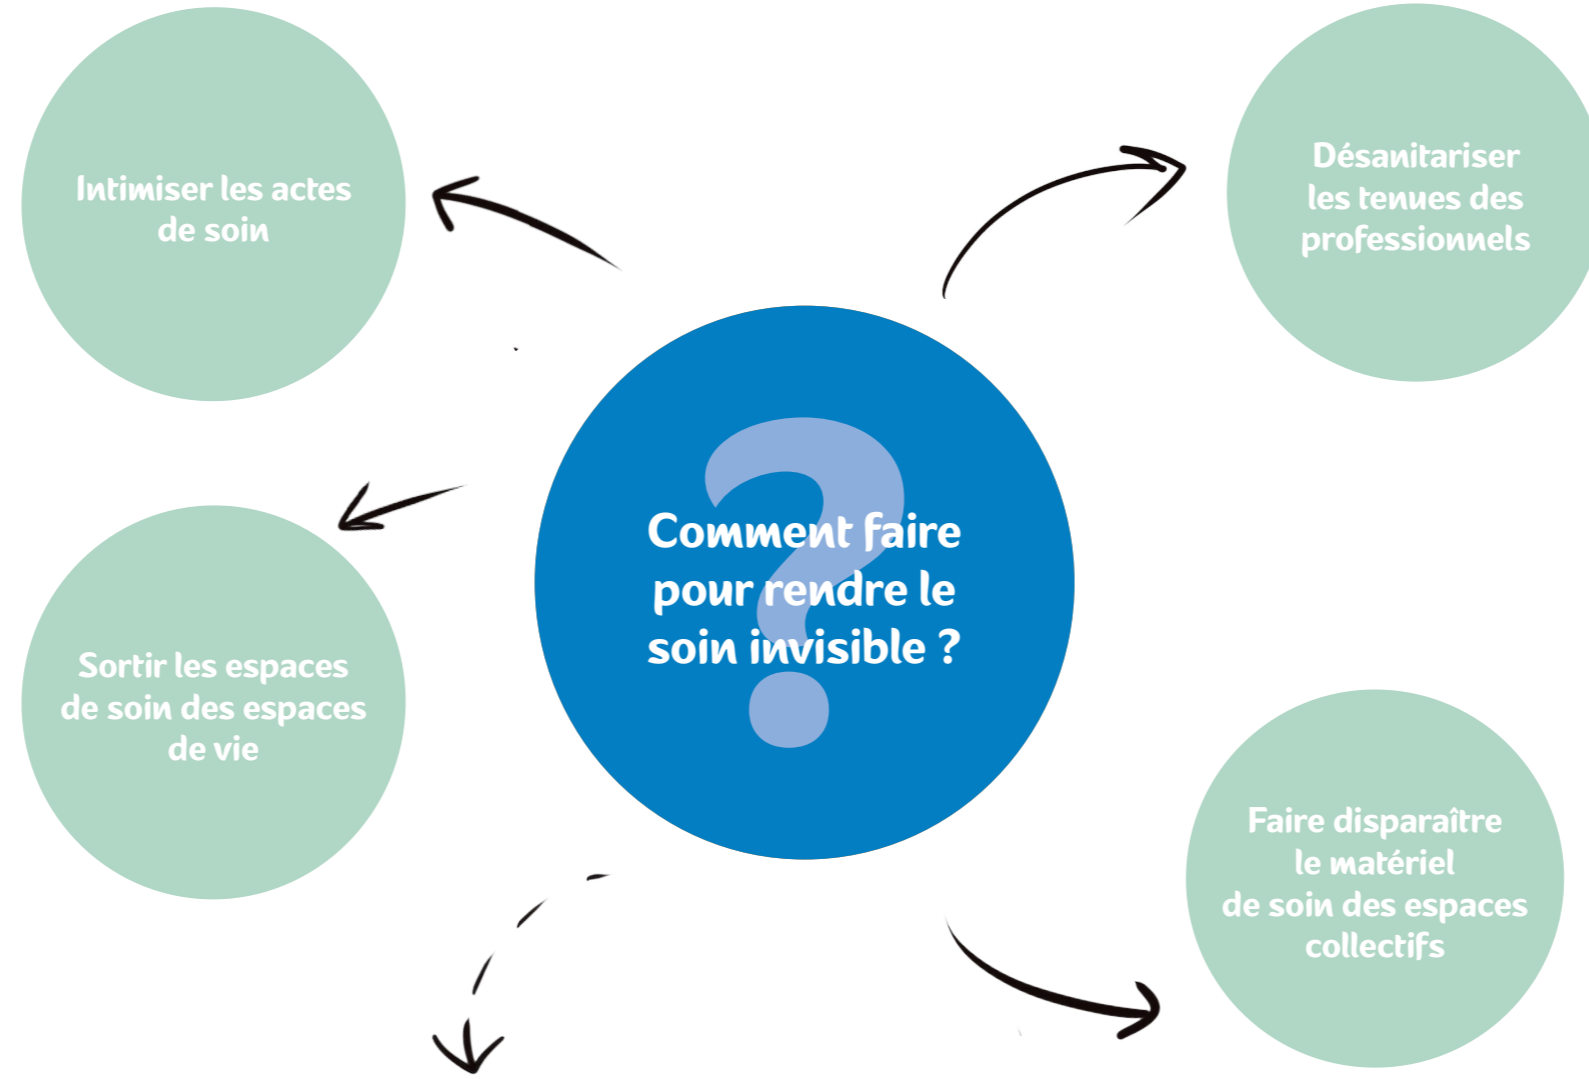 Intimiser les actes
de soin
Désanitariser
les tenues des
professionnels
Comment faire
pour rendre le
soin invisible ?
Sortir les espaces
de soin des espaces
de vie
Faire disparaître
le matériel
de soin des espaces
collectifs